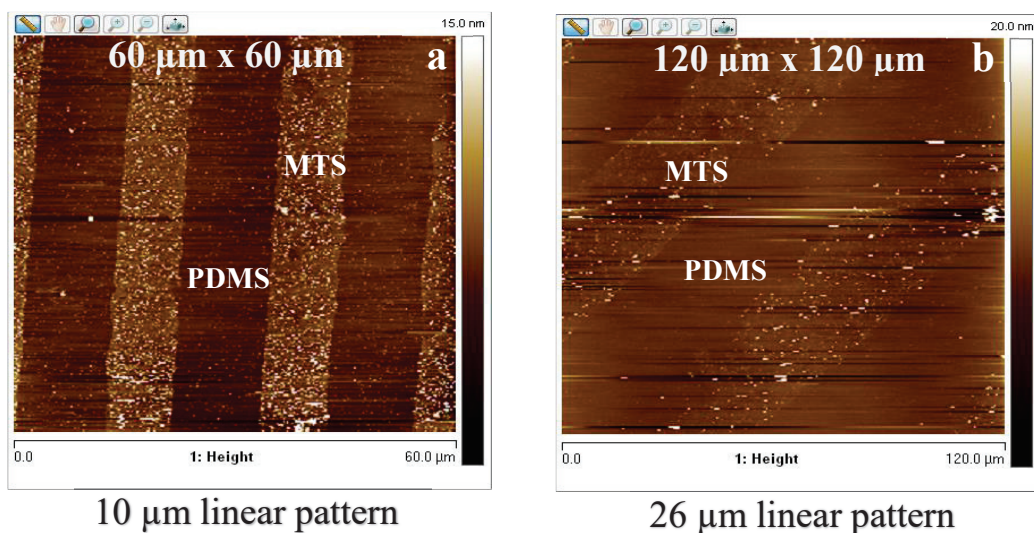 15.0 nm
60 µm x 60 µm
a
MTS
PDMS
0.0
1: Height
60.0 µm
10 µm linear pattern
20.0 nm
120 µm x 120 µm
b
MTS
PDMS
0.0
1: Height
120.0 µm
26 µm linear pattern